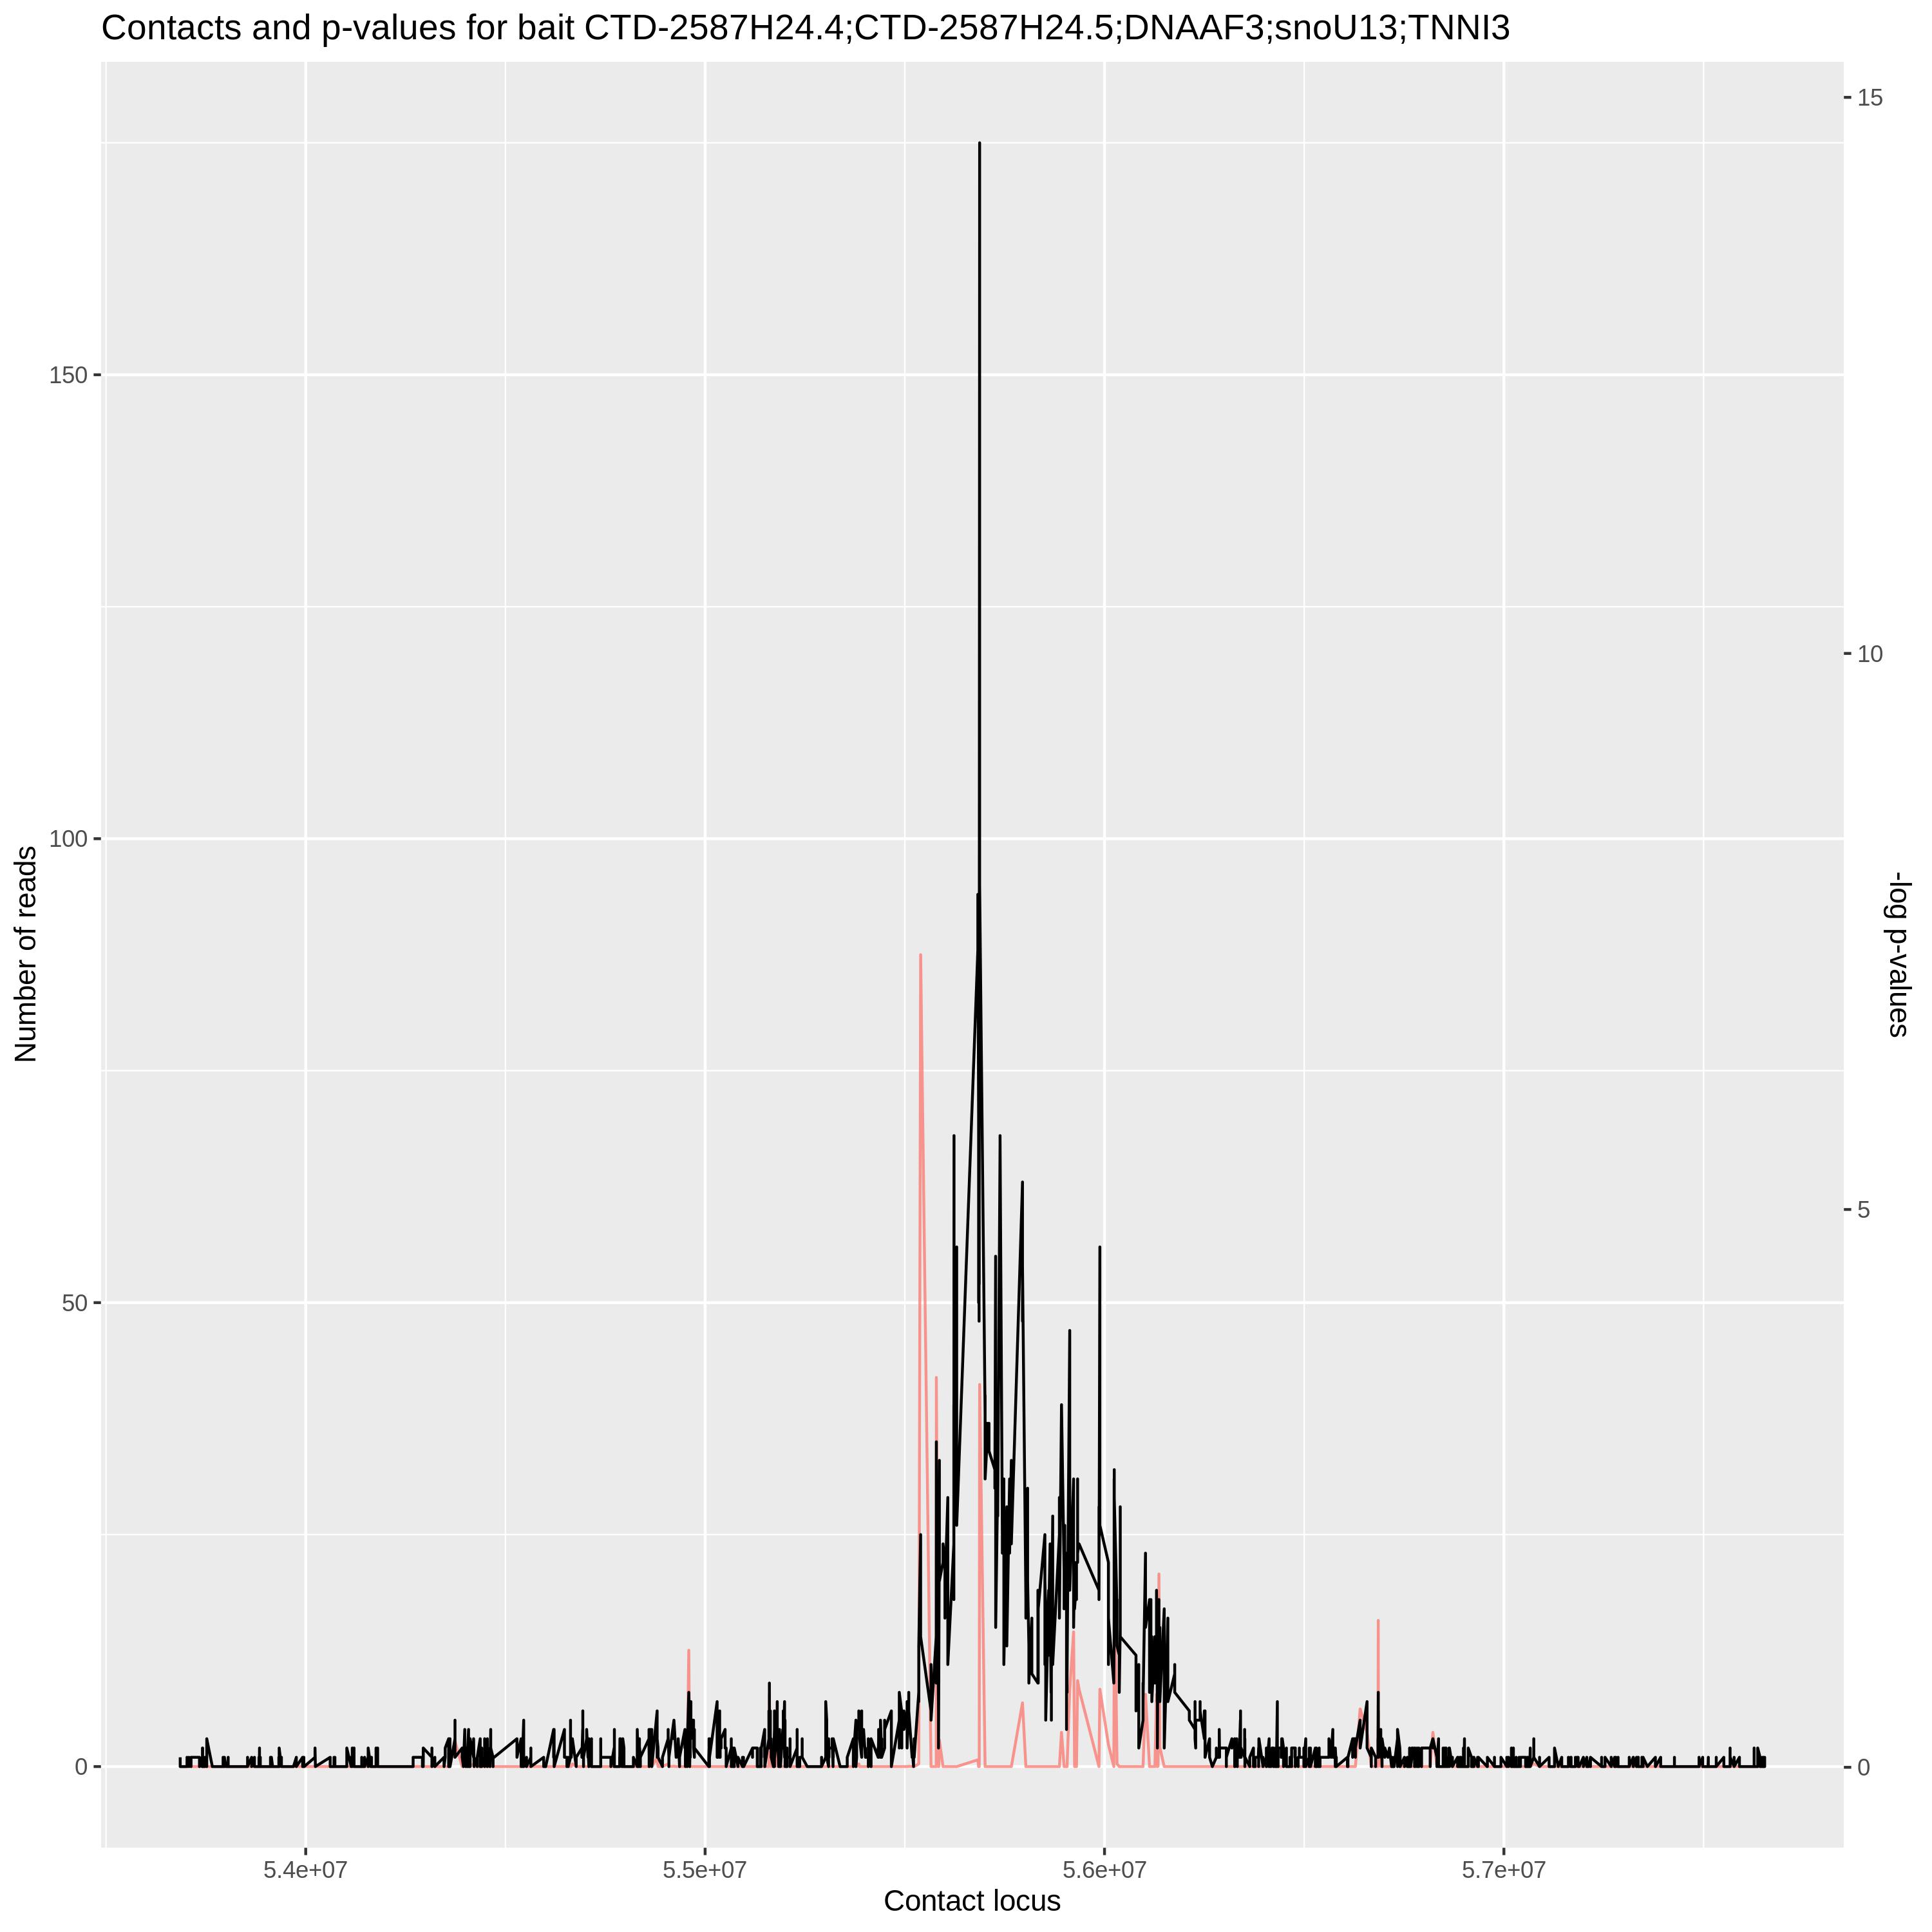 Contacts and p-values for bait CTD-2587H24.4;CTD-2587H24.5;DNAAF3;snoU13;TNNI3
15
150
10
100
Number of reads
-log p-values
5
50
0
0
5.4e+07
5.5e+07
5.6e+07
5.7e+07
Contact locus